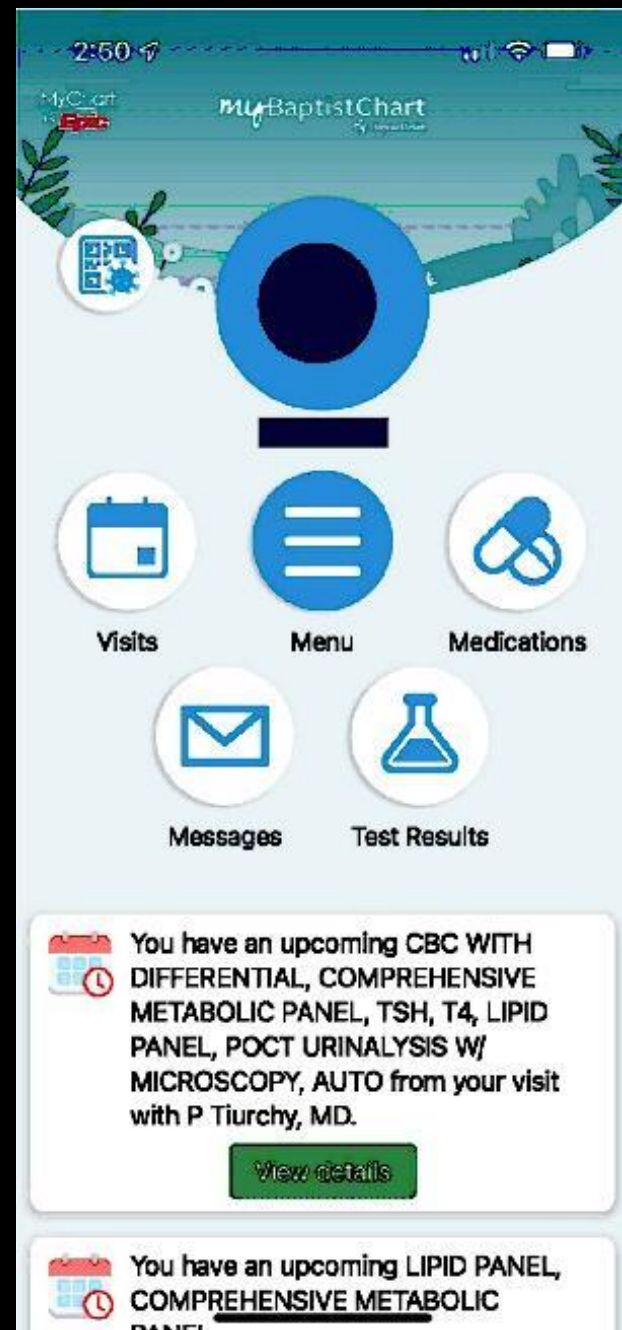 2:50
MyChart
Epic
myBaptistChart
Visits
Menu
Medications
Messages
Test Results
You have an upcoming CBC WITH
DIFFERENTIAL, COMPREHENSIVE
METABOLIC PANEL, TSH, T4, LIPID
PANEL, POCT URINALYSIS W/
MICROSCOPY, AUTO from your visit
with P Tiurchy, MD.
View details
You have an upcoming LIPID PANEL,
COMPREHENSIVE METABOLIC
PANEL